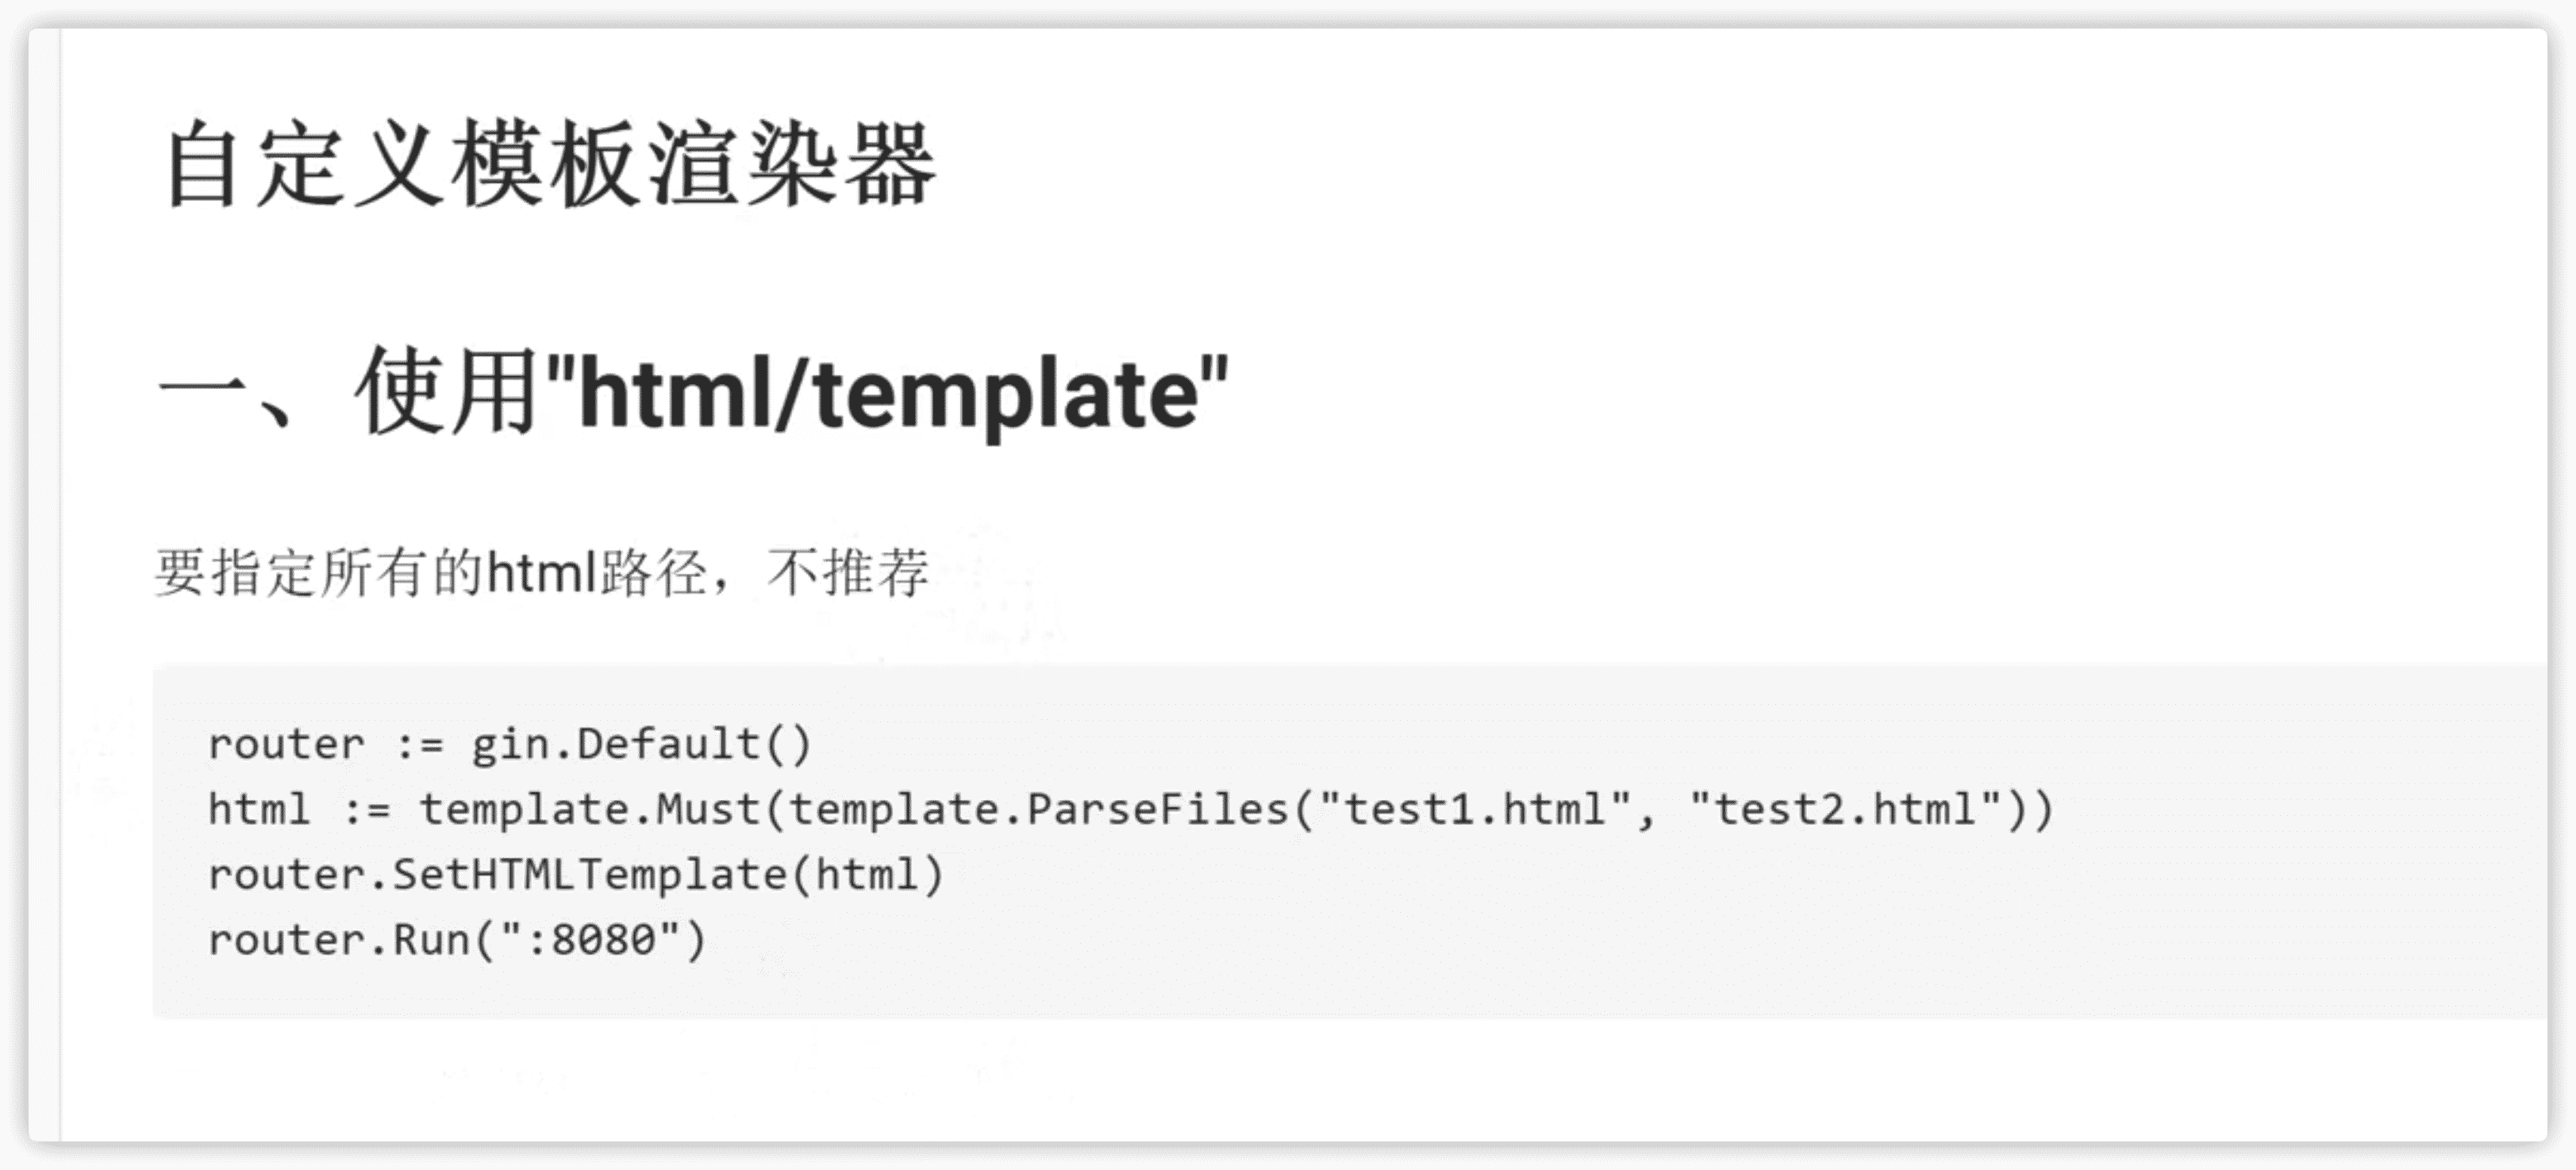 自定义模板渲染器
一、使用"html/template"
要指定所有的html路径，不推荐
router := gin.Default()
html := template.Must(template.ParseFiles("test1.html", "test2.html"))
router.SetHTMLTemplate(html)
router.Run(":8080")